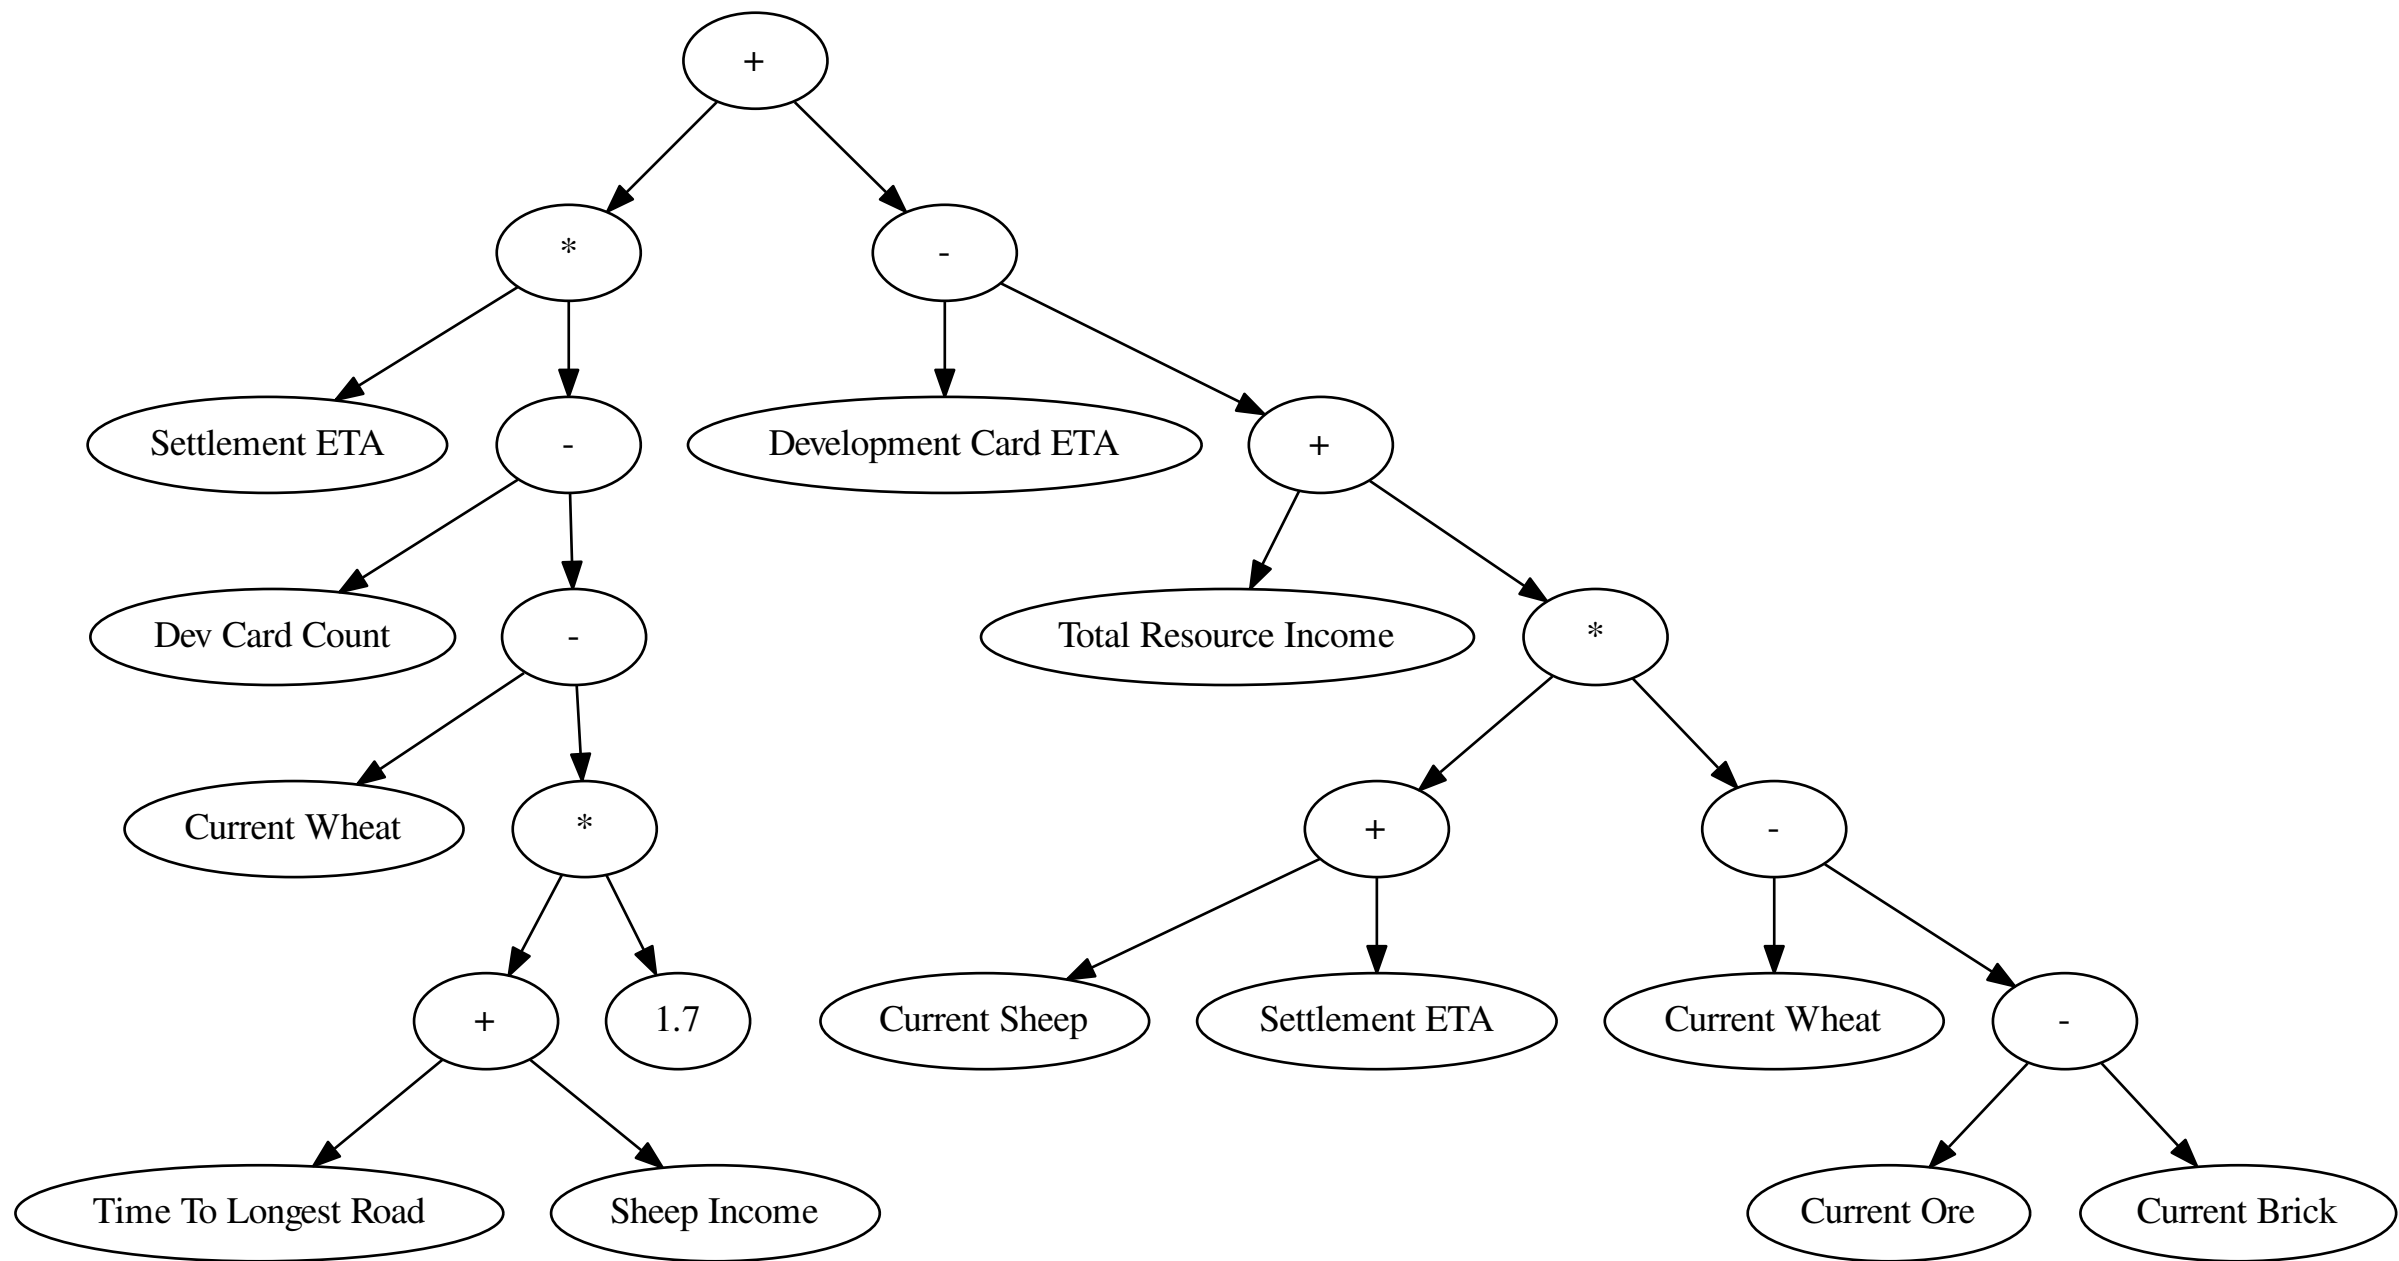 +
*
-
Settlement ETA
-
Development Card ETA
+
Dev Card Count
-
Total Resource Income
*
Current Wheat
*
+
-
+
1.7
Current Sheep
Settlement ETA
Current Wheat
-
Time To Longest Road
Sheep Income
Current Ore
Current Brick